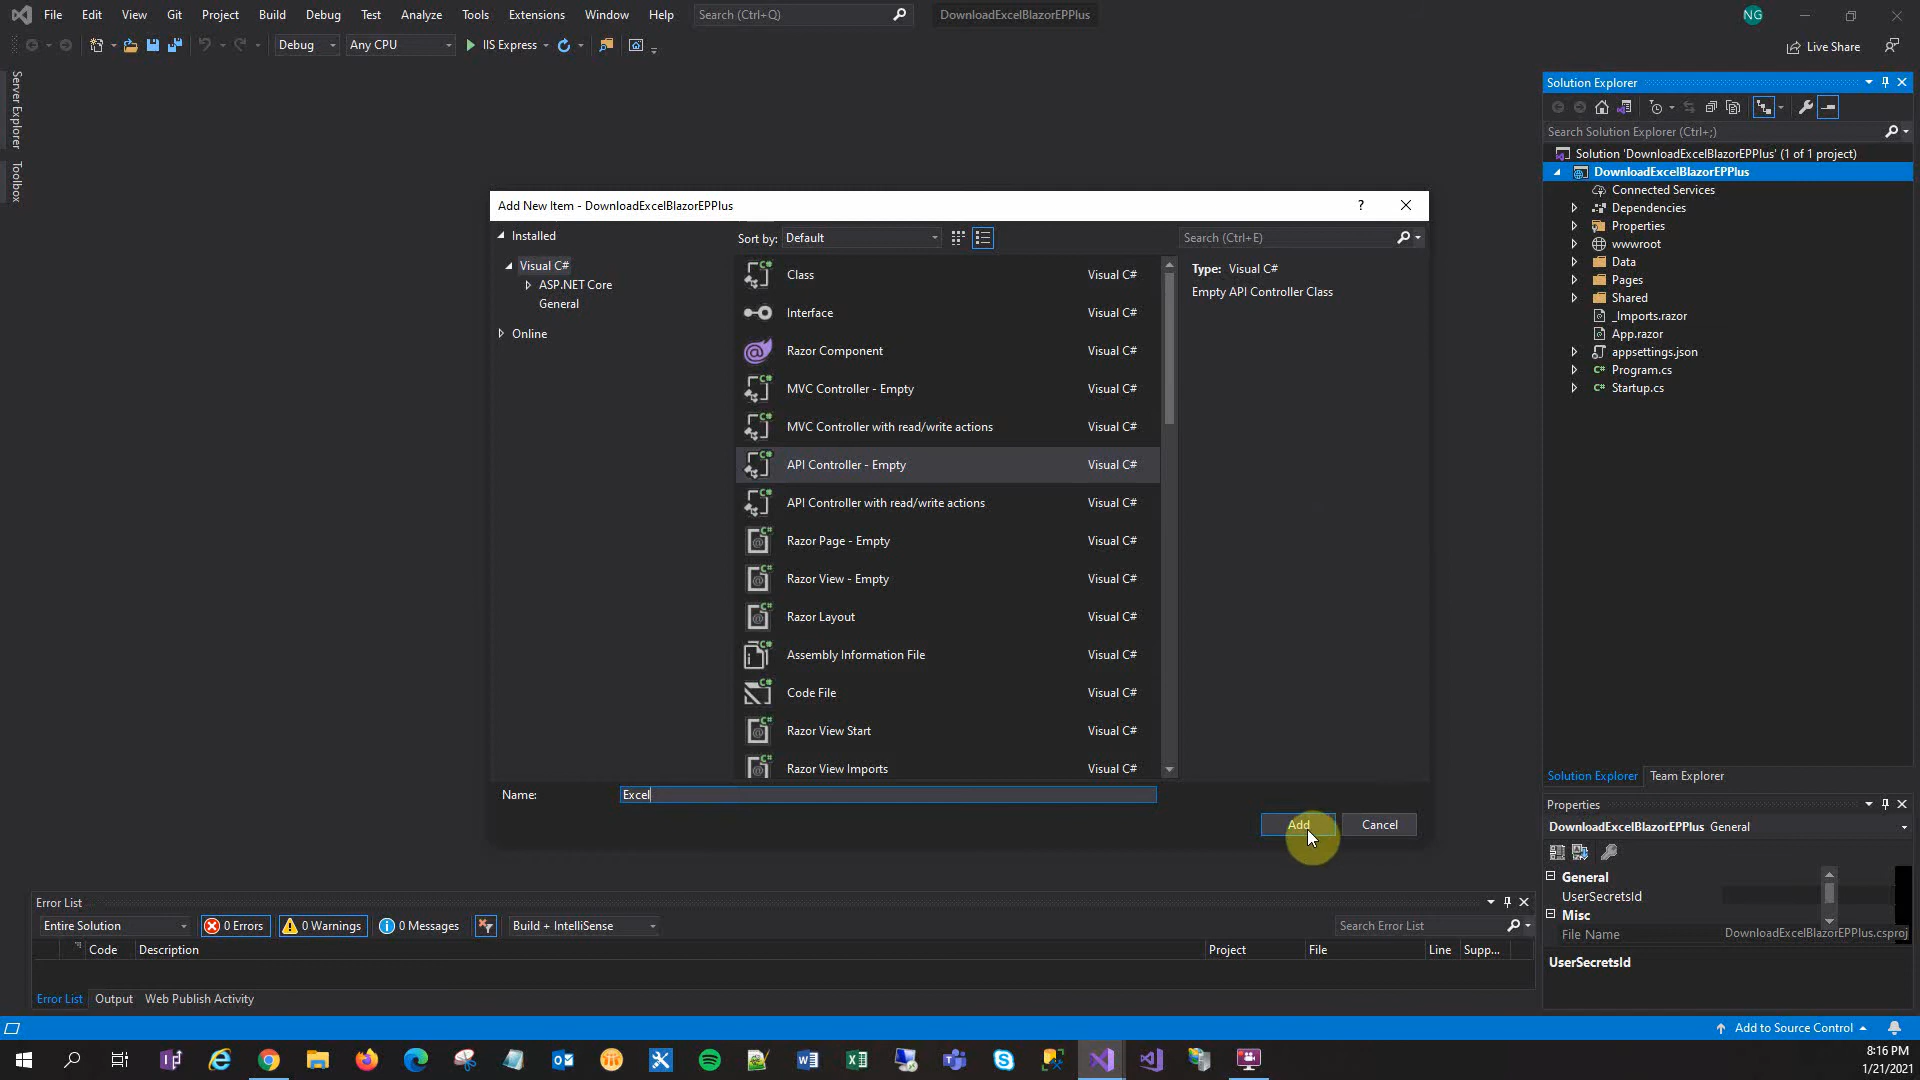 File Edit View Git Project Build Debug Test Analyze Tools Extensions Window Help Search (Ctrl+Q) DownloadExcelBlazorEPPlus NG
Debug Any CPU IIS Express Live Share
Server Explorer
Toolbox
Solution Explorer
Search Solution Explorer (Ctrl+;)
Solution 'DownloadExcelBlazorEPPlus' (1 of 1 project)
DownloadExcelBlazorEPPlus
Connected Services
Dependencies
Properties
wwwroot
Data
Pages
Shared
_Imports.razor
App.razor
appsettings.json
Program.cs
Startup.cs
Add New Item - DownloadExcelBlazorEPPlus ?
Installed
Visual C#
ASP.NET Core
General
Online
Sort by: Default
Search (Ctrl+E)
Class Visual C#
Interface Visual C#
Razor Component Visual C#
MVC Controller - Empty Visual C#
MVC Controller with read/write actions Visual C#
API Controller - Empty Visual C#
API Controller with read/write actions Visual C#
Razor Page - Empty Visual C#
Razor View - Empty Visual C#
Razor Layout Visual C#
Assembly Information File Visual C#
Code File Visual C#
Razor View Start Visual C#
Razor View Imports Visual C#
Type: Visual C#
Empty API Controller Class
Name: Excel
Add Cancel
Solution Explorer Team Explorer
Properties
DownloadExcelBlazorEPPlus General
General
UserSecretsId
Misc
File Name DownloadExcelBlazorEPPlus.csproj
UserSecretsId
Error List
Entire Solution 0 Errors 0 Warnings 0 Messages Build + IntelliSense Search Error List
Code Description Project File Line Supp...
Error List Output Web Publish Activity
Add to Source Control
8:16 PM
1/21/2021